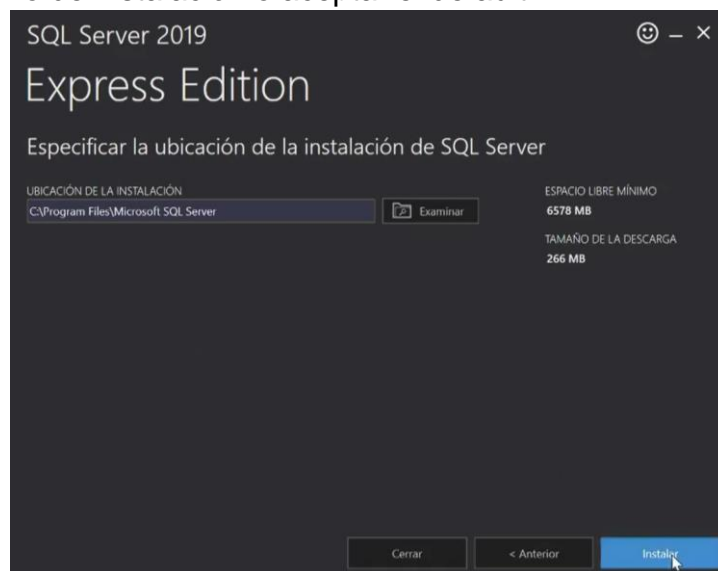 SQL Server 2019
Express Edition
Especificar la ubicación de la instalación de SQL Server
UBICACIÓN DE LA INSTALACIÓN
C:\Program Files\Microsoft SQL Server
Examinar
ESPACIO LIBRE MÍNIMO
6578 MB
TAMAÑO DE LA DESCARGA
266 MB
Cerrar
< Anterior
Instalar